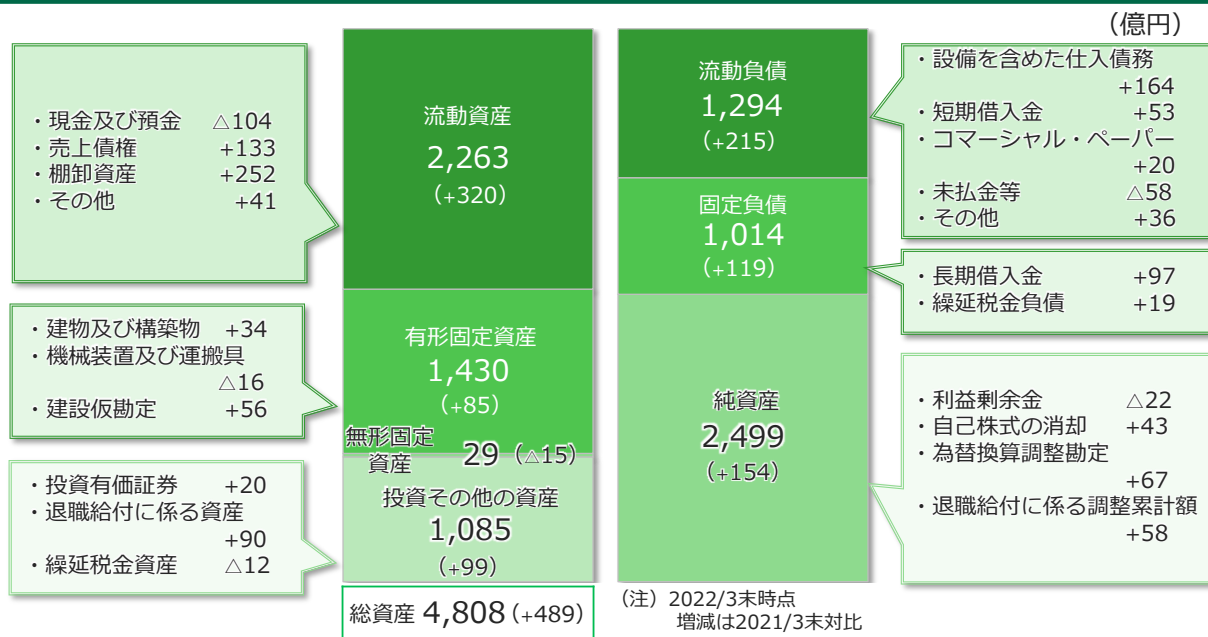 （億円）
・現金及び預金 △104
・売上債権 +133
・棚卸資産 +252
・その他 +41
・建物及び構築物 +34
・機械装置及び運搬具
△16
・建設仮勘定 +56
・投資有価証券 +20
・退職給付に係る資産
+90
・繰延税金資産 △12
流動資産
2,263
（+320）
有形固定資産
1,430
（+85）
無形固定
資産 29（△15）
投資その他の資産
1,085
（+99）
総資産 4,808（+489）
流動負債
1,294
（+215）
固定負債
1,014
（+119）
純資産
2,499
（+154）
（注）2022/3末時点
増減は2021/3末対比
・設備を含めた仕入債務
+164
・短期借入金 +53
・コマーシャル・ペーパー
+20
・未払金等 △58
・その他 +36
・長期借入金 +97
・繰延税金負債 +19
・利益剰余金 △22
・自己株式の消却 +43
・為替換算調整勘定
+67
・退職給付に係る調整累計額
+58